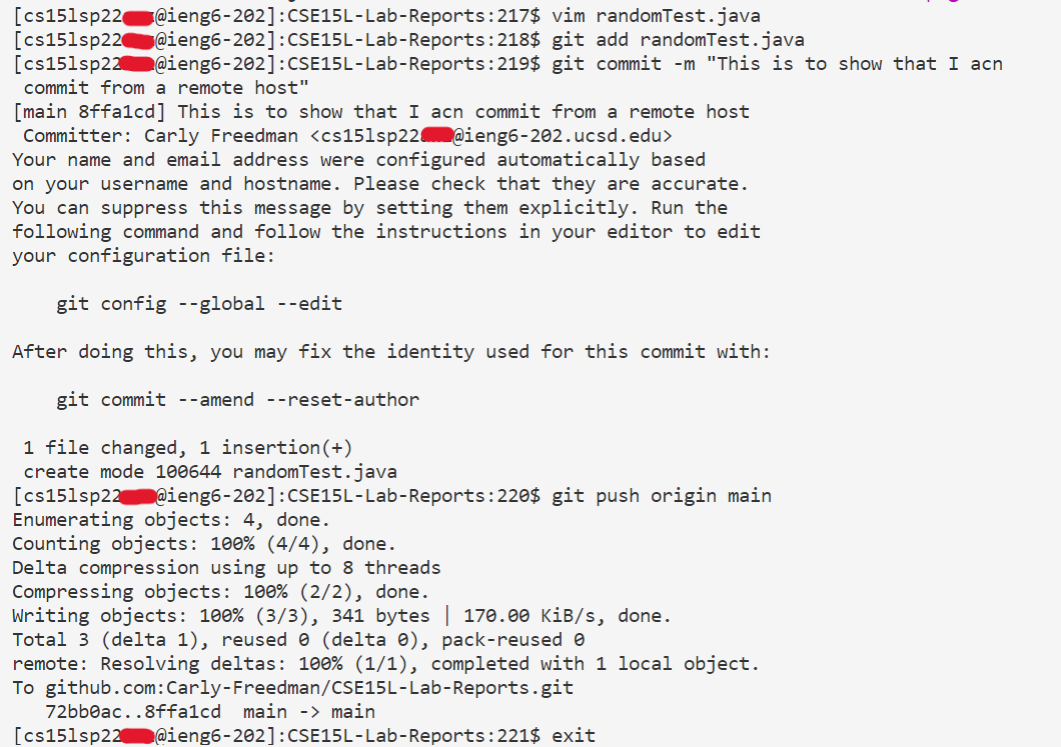 [cs15lsp22 @ieng6-202]:CSE15L-Lab-Reports:217$ vim randomTest.java
[cs15lsp22 @ieng6-202]:CSE15L-Lab-Reports:218$ git add randomTest.java
[cs15lsp22 @ieng6-202]:CSE15L-Lab-Reports:219$ git commit -m "This is to show that I acn
 commit from a remote host"
[main 8ffa1cd] This is to show that I acn commit from a remote host
 Committer: Carly Freedman <cs15lsp22 @ieng6-202.ucsd.edu>
Your name and email address were configured automatically based
on your username and hostname. Please check that they are accurate.
You can suppress this message by setting them explicitly. Run the
following command and follow the instructions in your editor to edit
your configuration file:

    git config --global --edit

After doing this, you may fix the identity used for this commit with:

    git commit --amend --reset-author

 1 file changed, 1 insertion(+)
 create mode 100644 randomTest.java
[cs15lsp22 @ieng6-202]:CSE15L-Lab-Reports:220$ git push origin main
Enumerating objects: 4, done.
Counting objects: 100% (4/4), done.
Delta compression using up to 8 threads
Compressing objects: 100% (2/2), done.
Writing objects: 100% (3/3), 341 bytes | 170.00 KiB/s, done.
Total 3 (delta 1), reused 0 (delta 0), pack-reused 0
remote: Resolving deltas: 100% (1/1), completed with 1 local object.
To github.com:Carly-Freedman/CSE15L-Lab-Reports.git
   72bb0ac..8ffa1cd  main -> main
[cs15lsp22 @ieng6-202]:CSE15L-Lab-Reports:221$ exit